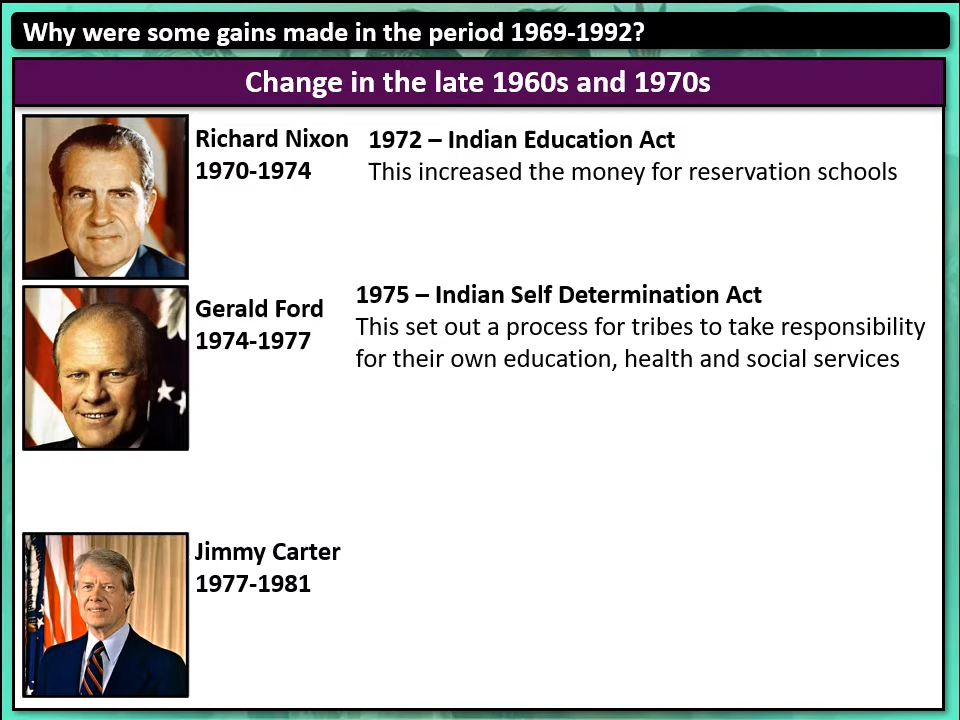 Why were some gains made in the period 1969-1992?
Change in the late 1960s and 1970s
Richard Nixon
1970-1974
1972 – Indian Education Act
This increased the money for reservation schools
Gerald Ford
1974-1977
1975 – Indian Self Determination Act
This set out a process for tribes to take responsibility
for their own education, health and social services
Jimmy Carter
1977-1981